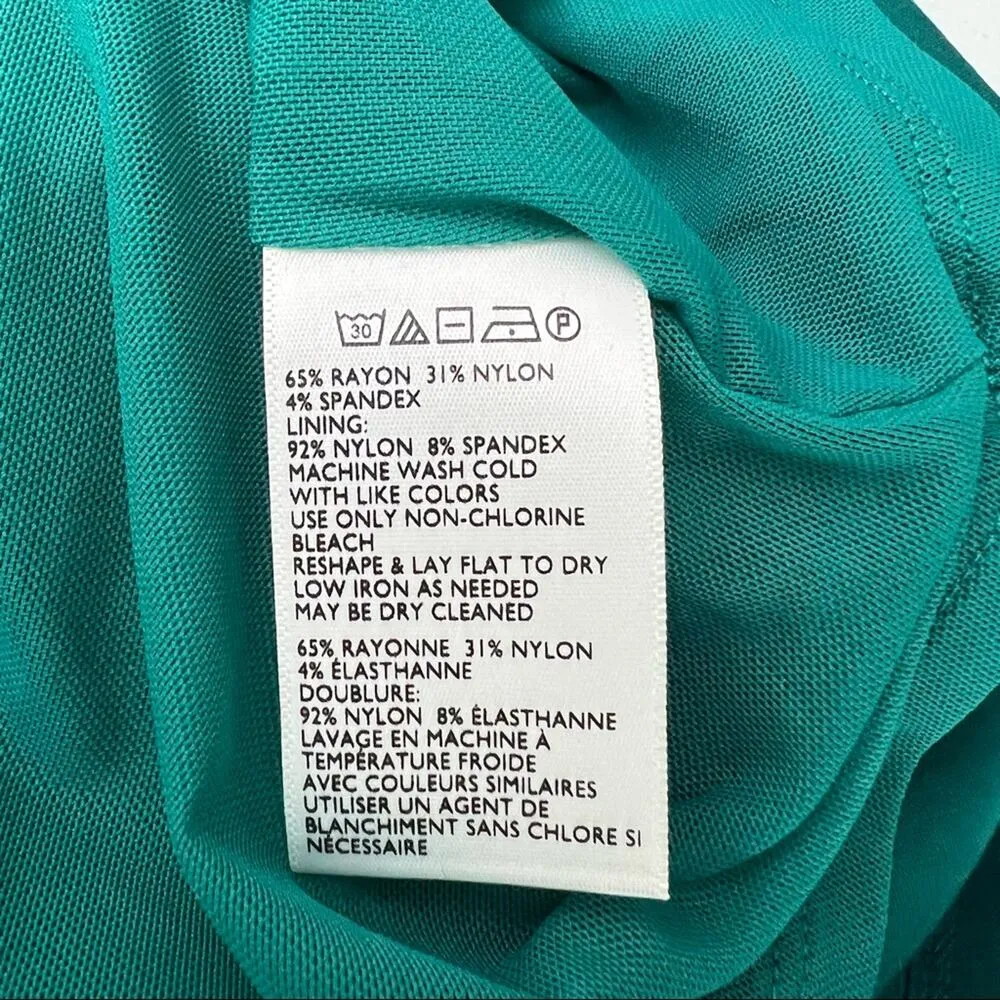 30 P
65% RAYON 31% NYLON
4% SPANDEX
LINING:
92% NYLON 8% SPANDEX
MACHINE WASH COLD
WITH LIKE COLORS
USE ONLY NON-CHLORINE
BLEACH
RESHAPE & LAY FLAT TO DRY
LOW IRON AS NEEDED
MAY BE DRY CLEANED
65% RAYONNE 31% NYLON
4% ÉLASTHANNE
DOUBLURE:
92% NYLON 8% ÉLASTHANNE
LAVAGE EN MACHINE À
TEMPÉRATURE FROIDE
AVEC COULEURS SIMILAIRES
UTILISER UN AGENT DE
BLANCHIMENT SANS CHLORE SI
NÉCESSAIRE